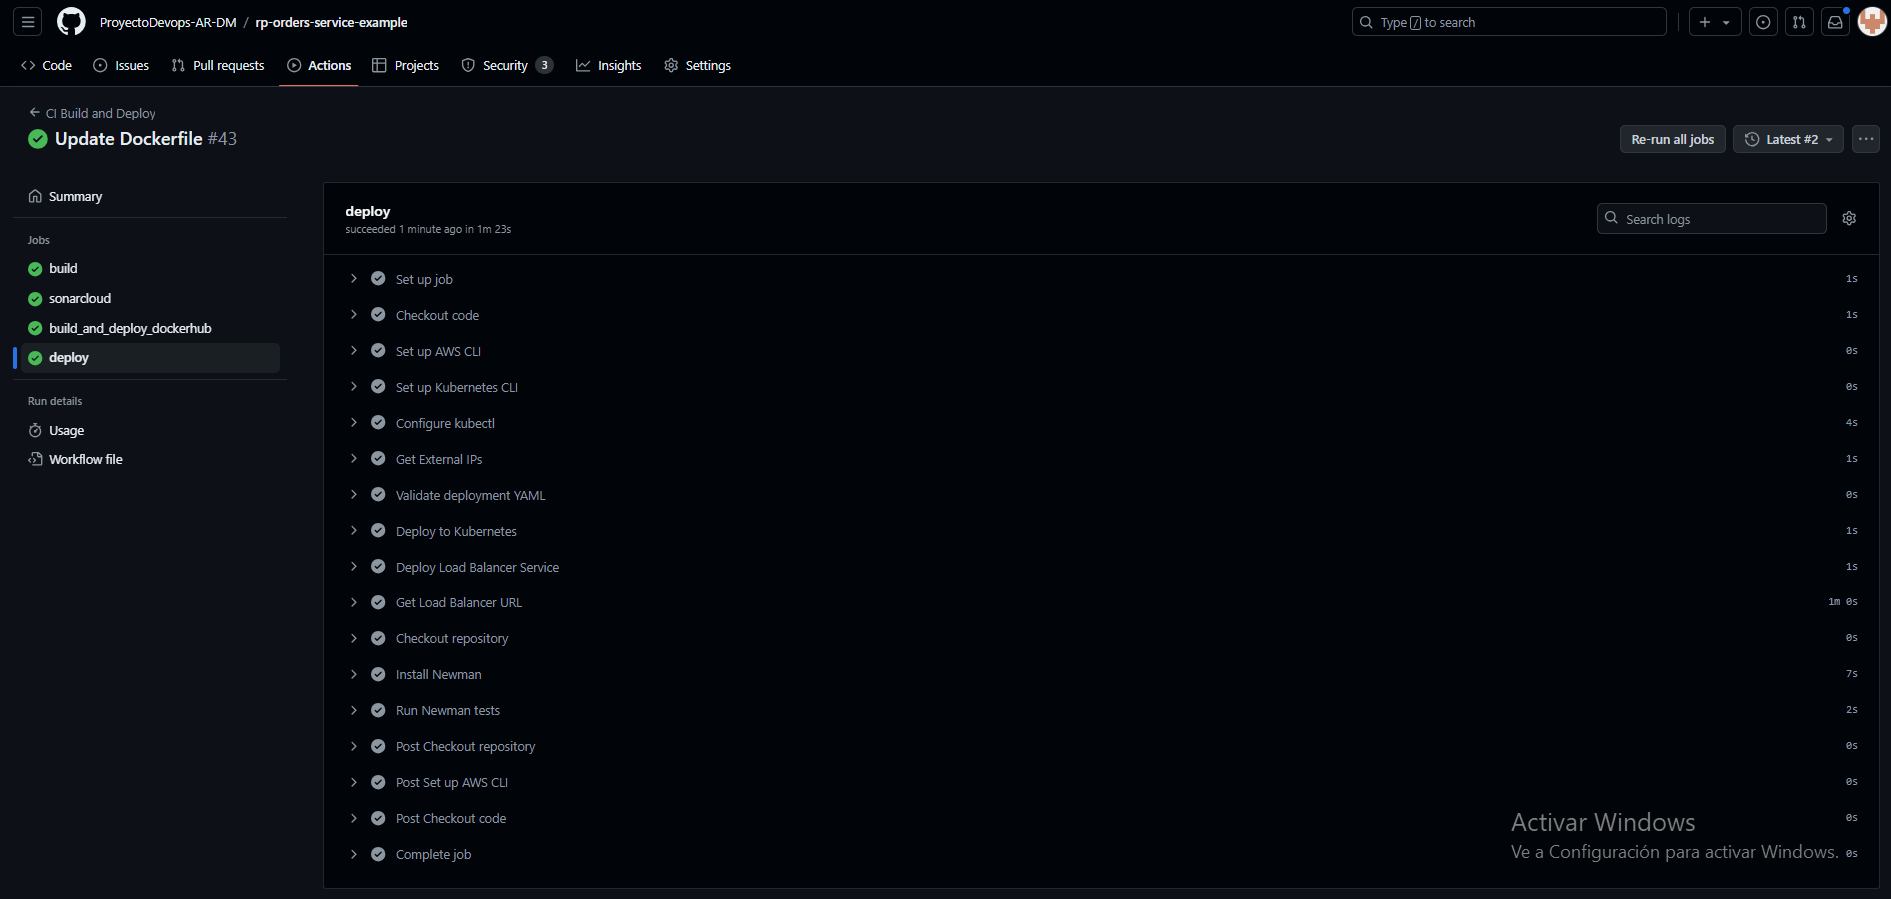 ProyectoDevops-AR-DM / rp-orders-service-example
Type / to search
Code Issues Pull requests Actions Projects Security 3 Insights Settings
CI Build and Deploy
Update Dockerfile #43
Re-run all jobs Latest #2
Summary
Jobs
build
sonarcloud
build_and_deploy_dockerhub
deploy
Run details
Usage
Workflow file
deploy
succeeded 1 minute ago in 1m 23s
Search logs
Set up job 1s
Checkout code 1s
Set up AWS CLI 0s
Set up Kubernetes CLI 0s
Configure kubectl 4s
Get External IPs 1s
Validate deployment YAML 0s
Deploy to Kubernetes 1s
Deploy Load Balancer Service 1s
Get Load Balancer URL 1m 0s
Checkout repository 0s
Install Newman 7s
Run Newman tests 2s
Post Checkout repository 0s
Post Set up AWS CLI 0s
Post Checkout code 0s
Complete job 0s
Activar Windows
Ve a Configuración para activar Windows.